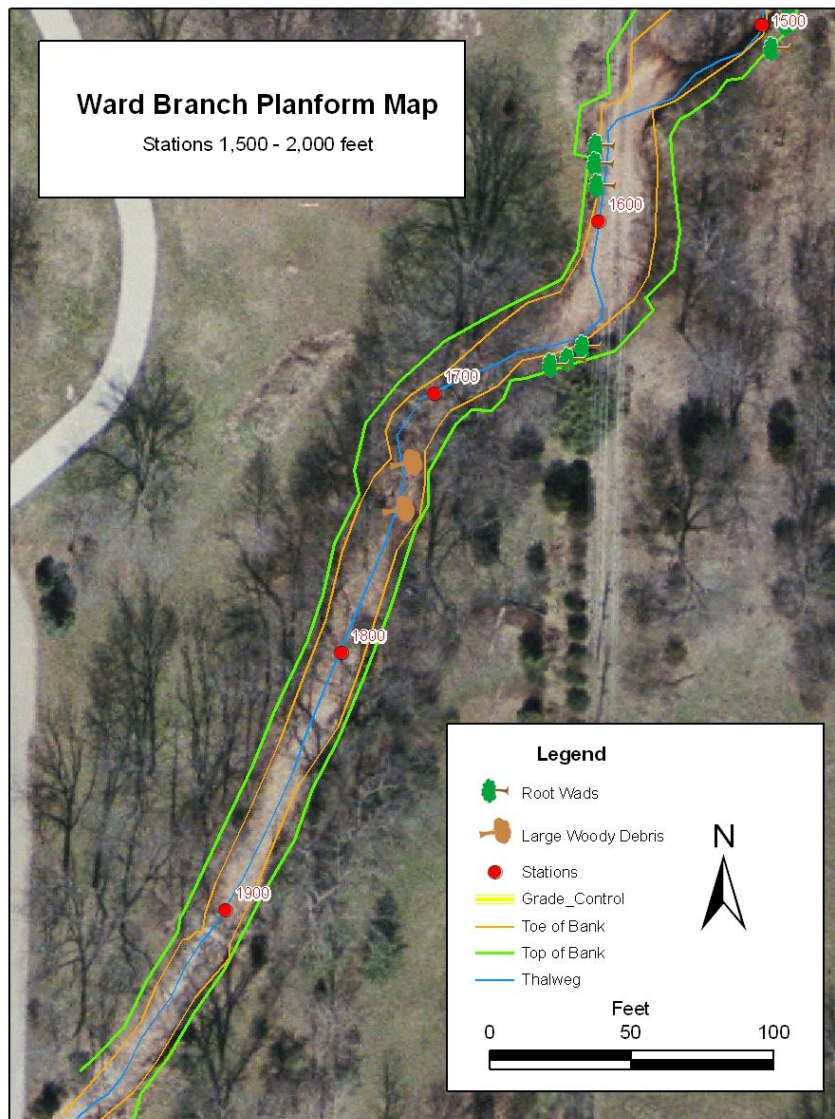 Ward Branch Planform Map
Stations 1,500 - 2,000 feet
1500
1600
1700
1800
1900
Legend
Root Wads
Large Woody Debris
Stations
Grade_Control
Toe of Bank
Top of Bank
Thalweg
N
Feet
0 50 100